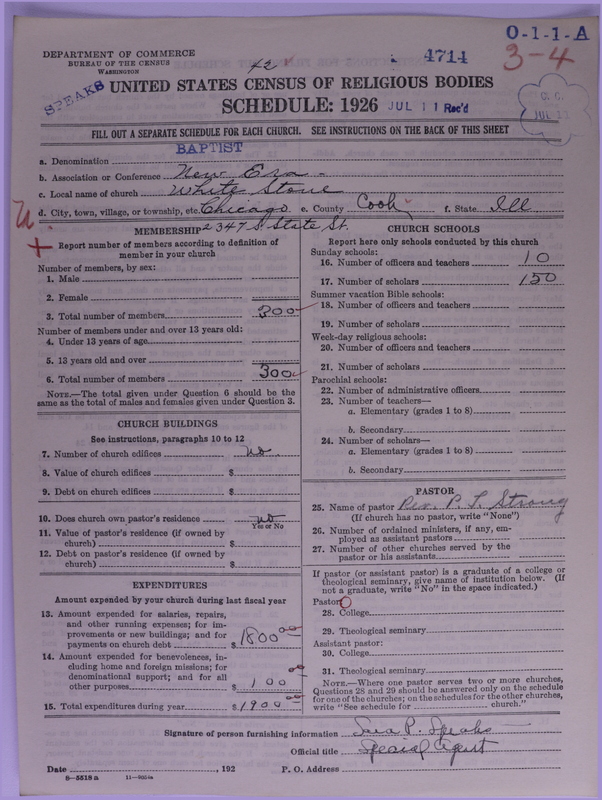 O-1-1-A
DEPARTMENT OF COMMERCE
BUREAU OF THE CENSUS
WASHINGTON
42
4714
3-4
SPEAKS
UNITED STATES CENSUS OF RELIGIOUS BODIES
SCHEDULE: 1926
JUL 11 Rec'd
FILL OUT A SEPARATE SCHEDULE FOR EACH CHURCH. SEE INSTRUCTIONS ON THE BACK OF THIS SHEET
a. Denomination BAPTIST
b. Association or Conference New Era
c. Local name of church White Stone
d. City, town, village, or township, etc. Chicago e. County Cook f. State Ill
2347 S. State St.
MEMBERSHIP
Report number of members according to definition of
member in your church
Number of members, by sex:
1. Male
2. Female
3. Total number of members 300
Number of members under and over 13 years old:
4. Under 13 years of age
5. 13 years old and over
6. Total number of members 300
NOTE.—The total given under Question 6 should be the
same as the total of males and females given under Question 3.
CHURCH BUILDINGS
See instructions, paragraphs 10 to 12
7. Number of church edifices no
8. Value of church edifices $
9. Debt on church edifices $
10. Does church own pastor's residence no
Yes or No
11. Value of pastor's residence (if owned by
church) $
12. Debt on pastor's residence (if owned by
church) $
EXPENDITURES
Amount expended by your church during last fiscal year
13. Amount expended for salaries, repairs,
and other running expenses; for im-
provements or new buildings; and for
payments on church debt $ 1800 00
14. Amount expended for benevolences, in-
cluding home and foreign missions; for
denominational support; and for all
other purposes $ 100 00
15. Total expenditures during year $ 1900 00
CHURCH SCHOOLS
Report here only schools conducted by this church
Sunday schools:
16. Number of officers and teachers 10
17. Number of scholars 150
Summer vacation Bible schools:
18. Number of officers and teachers
19. Number of scholars
Week-day religious schools:
20. Number of officers and teachers
21. Number of scholars
Parochial schools:
22. Number of administrative officers
23. Number of teachers—
a. Elementary (grades 1 to 8)
b. Secondary
24. Number of scholars—
a. Elementary (grades 1 to 8)
b. Secondary
PASTOR
25. Name of pastor Rev. P. T. Strong
(If church has no pastor, write "None")
26. Number of ordained ministers, if any, em-
ployed as assistant pastors
27. Number of other churches served by the
pastor or his assistants
If pastor (or assistant pastor) is a graduate of a college or
theological seminary, give name of institution below. (If
not a graduate, write "No" in the space indicated.)
Pastor:
28. College
29. Theological seminary
Assistant pastor:
30. College
31. Theological seminary
NOTE.—Where one pastor serves two or more churches,
Questions 28 and 29 should be answered only on the schedule
for one of the churches; on the schedules for the other churches,
write "See schedule for church."
Signature of person furnishing information Sara P. Speaks
Official title Special Agent
Date , 192 P. O. Address
8-5518a